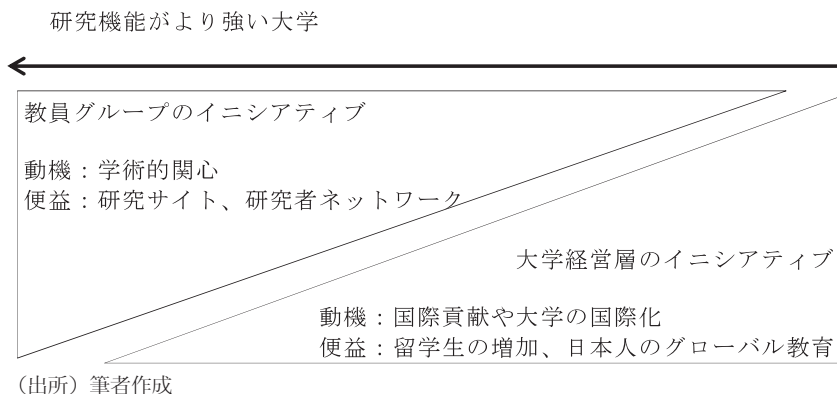 研究機能がより強い大学
教員グループのイニシアティブ
動機：学術的関心
便益：研究サイト、研究者ネットワーク
大学経営層のイニシアティブ
動機：国際貢献や大学の国際化
便益：留学生の増加、日本人のグローバル教育
（出所）筆者作成